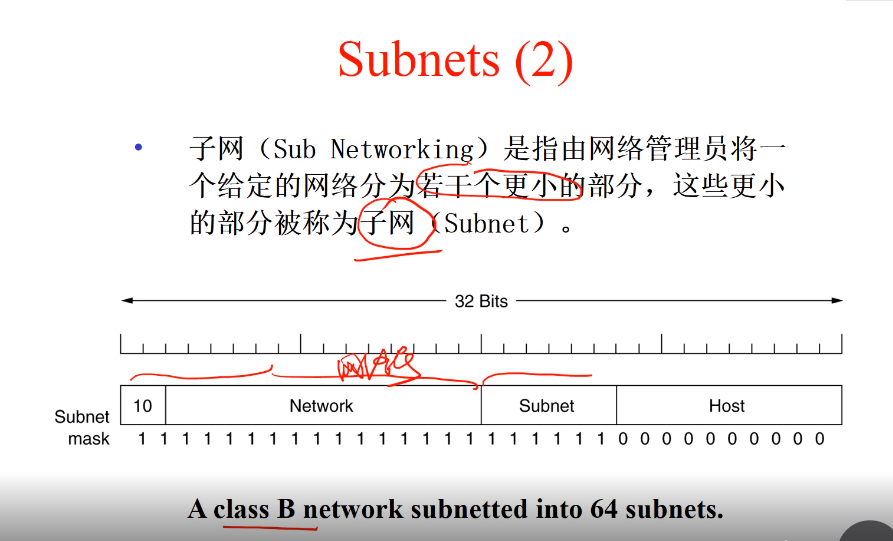 Subnets (2)
• 子网（Sub Networking）是指由网络管理员将一
个给定的网络分为若干个更小的部分，这些更小
的部分被称为子网（Subnet）。
32 Bits
10 Network Subnet Host
Subnet
mask 1 1 1 1 1 1 1 1 1 1 1 1 1 1 1 1 1 1 1 1 1 1 0 0 0 0 0 0 0 0 0 0
A class B network subnetted into 64 subnets.